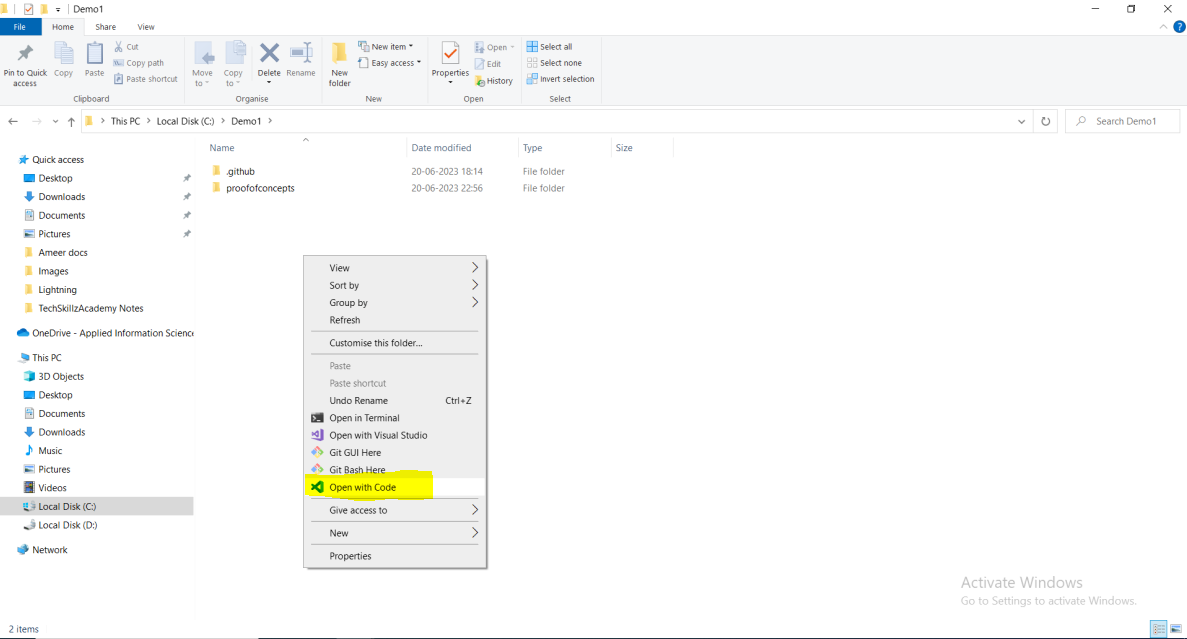 Demo1
File Home Share View
Pin to Quick access
Copy
Paste
Cut
Copy path
Paste shortcut
Clipboard
Move to
Copy to
Delete
Rename
Organise
New folder
New item
Easy access
New
Properties
Open
Edit
History
Open
Select all
Select none
Invert selection
Select
This PC > Local Disk (C:) > Demo1 >
Search Demo1
Name Date modified Type Size
.github 20-06-2023 18:14 File folder
proofofconcepts 20-06-2023 22:56 File folder
Quick access
Desktop
Downloads
Documents
Pictures
Ameer docs
Images
Lightning
TechSkillzAcademy Notes
OneDrive - Applied Information Science
This PC
3D Objects
Desktop
Documents
Downloads
Music
Pictures
Videos
Local Disk (C:)
Local Disk (D:)
Network
View
Sort by
Group by
Refresh
Customise this folder...
Paste
Paste shortcut
Undo Rename Ctrl+Z
Open in Terminal
Open with Visual Studio
Git GUI Here
Git Bash Here
Open with Code
Give access to
New
Properties
Activate Windows
Go to Settings to activate Windows.
2 items